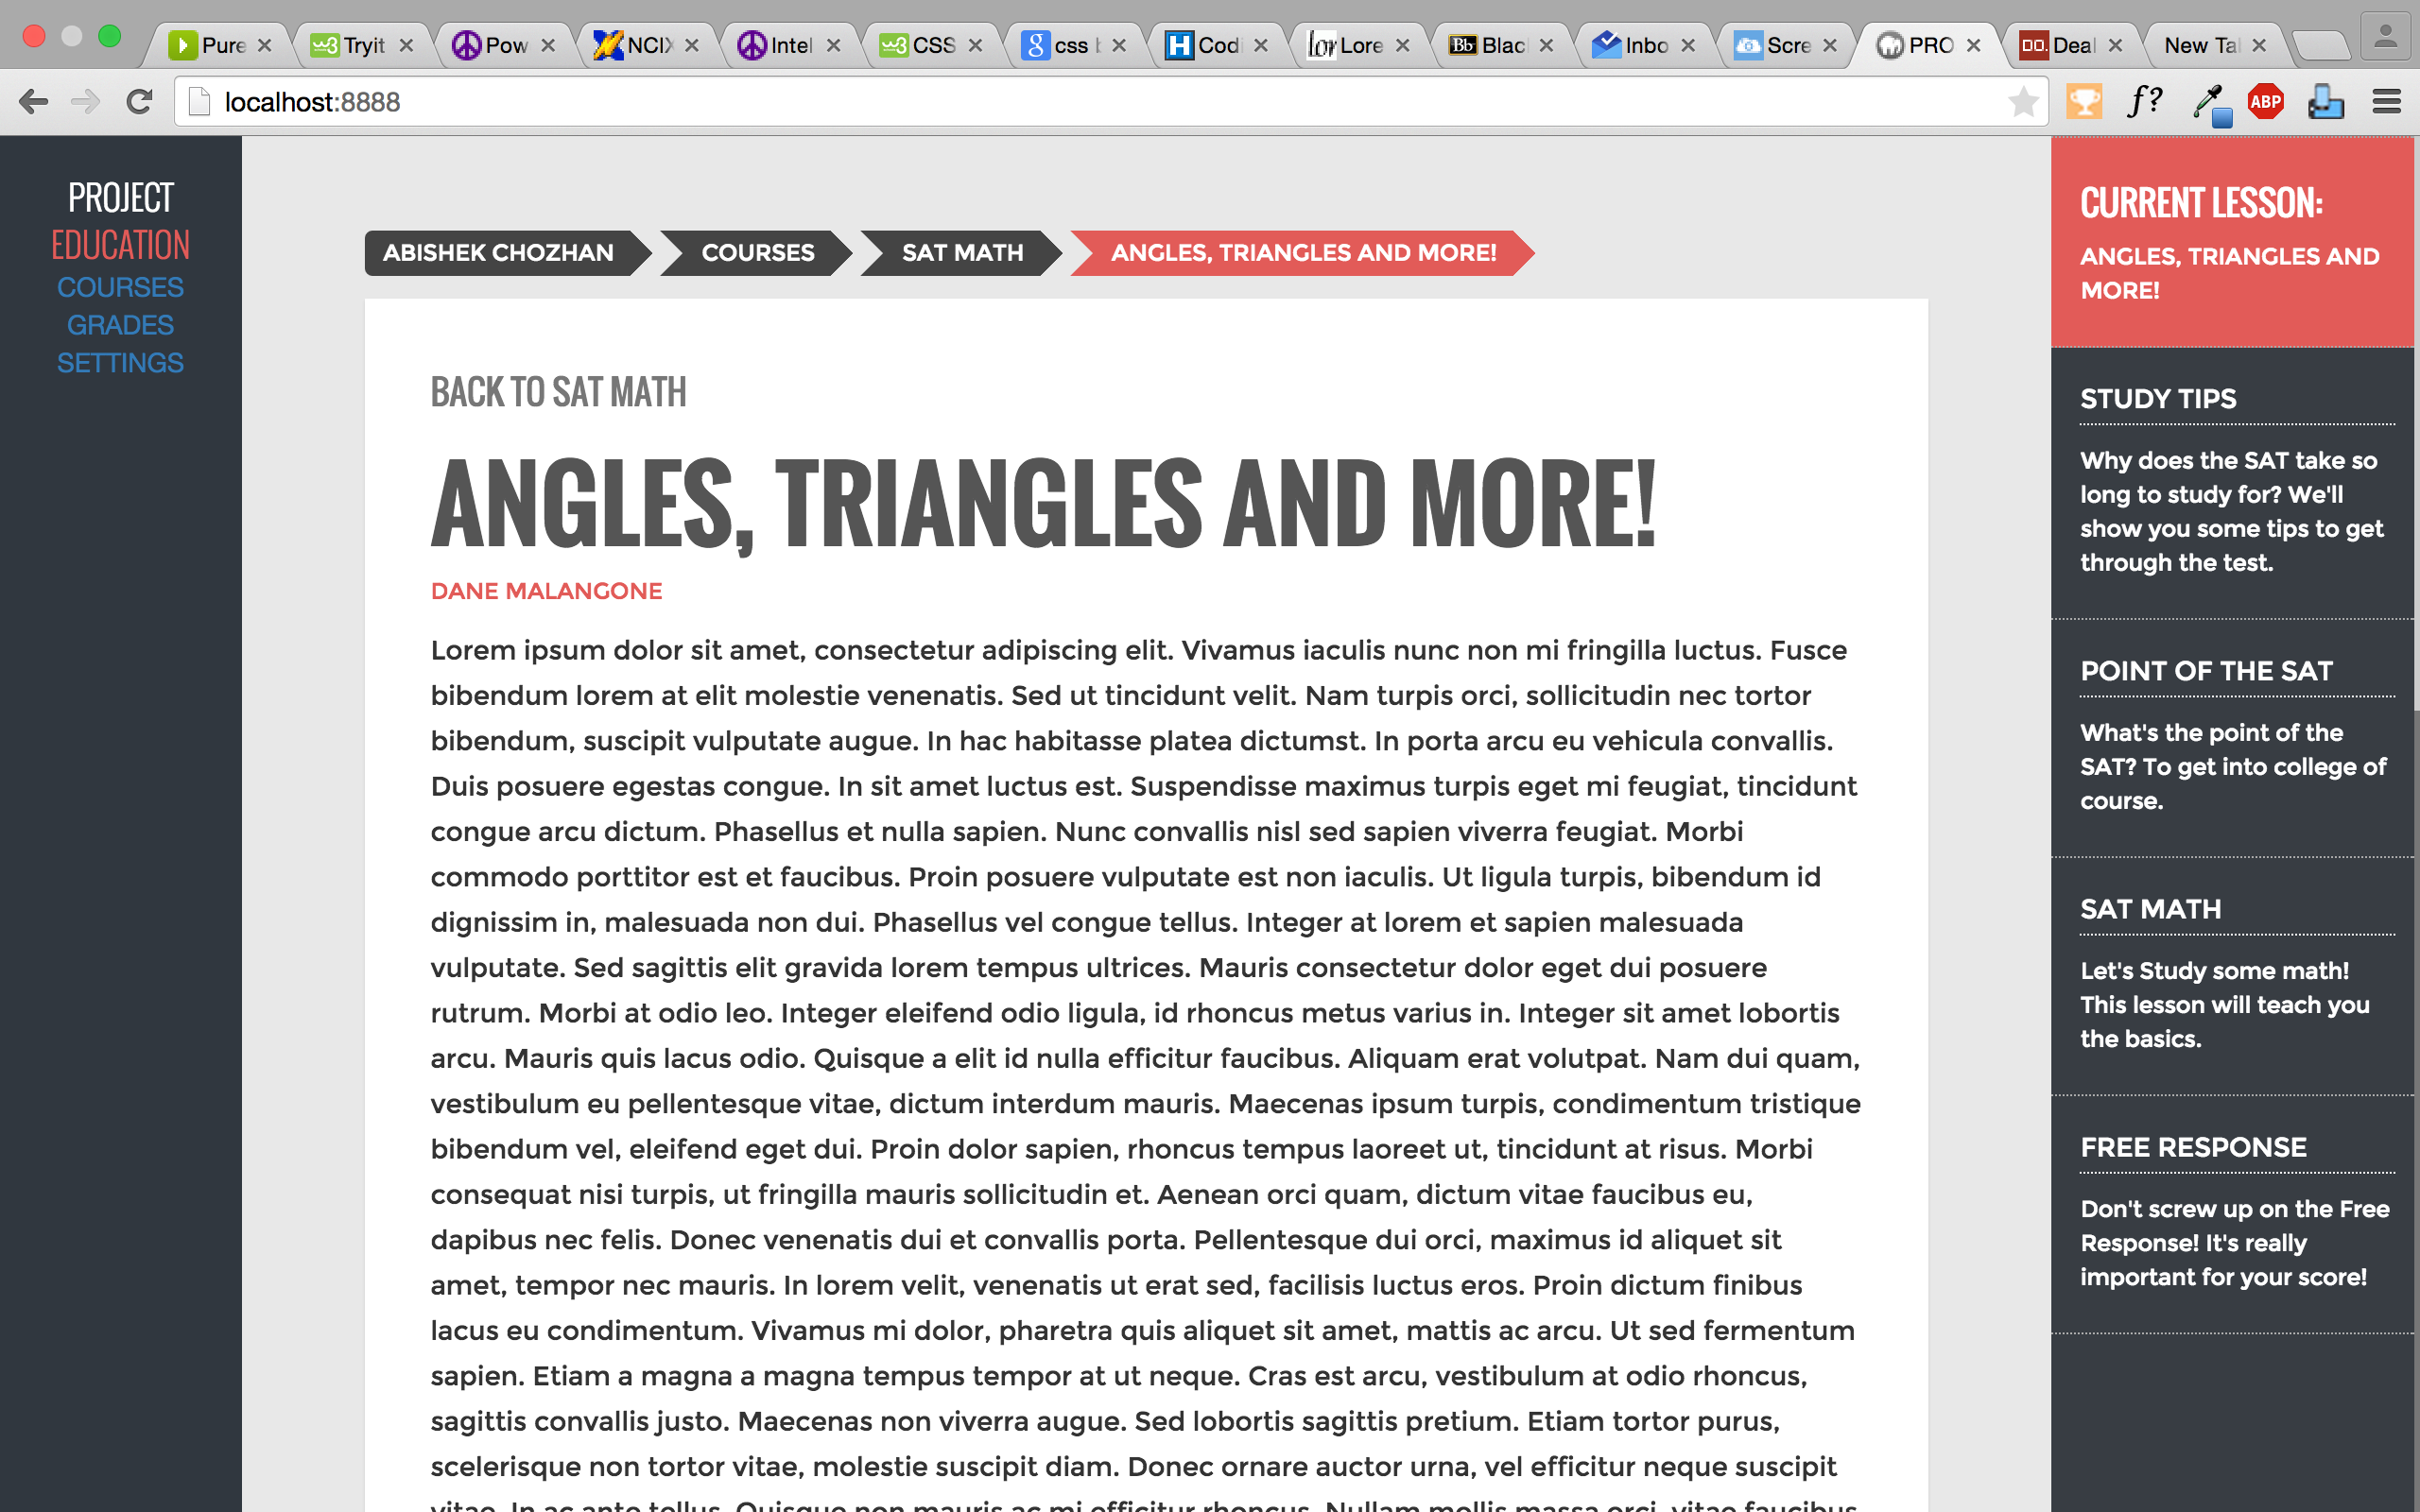 Pure
Tryit
Pow
NCIX
Intel
CSS
css
Codi
Lore
Blac
Inbo
Scre
PRO
Deal
New Ta
localhost:8888
f?
ABP
PROJECT
EDUCATION
COURSES
GRADES
SETTINGS
ABISHEK CHOZHAN
COURSES
SAT MATH
ANGLES, TRIANGLES AND MORE!
BACK TO SAT MATH
ANGLES, TRIANGLES AND MORE!
DANE MALANGONE
Lorem ipsum dolor sit amet, consectetur adipiscing elit. Vivamus iaculis nunc non mi fringilla luctus. Fusce
bibendum lorem at elit molestie venenatis. Sed ut tincidunt velit. Nam turpis orci, sollicitudin nec tortor
bibendum, suscipit vulputate augue. In hac habitasse platea dictumst. In porta arcu eu vehicula convallis.
Duis posuere egestas congue. In sit amet luctus est. Suspendisse maximus turpis eget mi feugiat, tincidunt
congue arcu dictum. Phasellus et nulla sapien. Nunc convallis nisl sed sapien viverra feugiat. Morbi
commodo porttitor est et faucibus. Proin posuere vulputate est non iaculis. Ut ligula turpis, bibendum id
dignissim in, malesuada non dui. Phasellus vel congue tellus. Integer at lorem et sapien malesuada
vulputate. Sed sagittis elit gravida lorem tempus ultrices. Mauris consectetur dolor eget dui posuere
rutrum. Morbi at odio leo. Integer eleifend odio ligula, id rhoncus metus varius in. Integer sit amet lobortis
arcu. Mauris quis lacus odio. Quisque a elit id nulla efficitur faucibus. Aliquam erat volutpat. Nam dui quam,
vestibulum eu pellentesque vitae, dictum interdum mauris. Maecenas ipsum turpis, condimentum tristique
bibendum vel, eleifend eget dui. Proin dolor sapien, rhoncus tempus laoreet ut, tincidunt at risus. Morbi
consequat nisi turpis, ut fringilla mauris sollicitudin et. Aenean orci quam, dictum vitae faucibus eu,
dapibus nec felis. Donec venenatis dui et convallis porta. Pellentesque dui orci, maximus id aliquet sit
amet, tempor nec mauris. In lorem velit, venenatis ut erat sed, facilisis luctus eros. Proin dictum finibus
lacus eu condimentum. Vivamus mi dolor, pharetra quis aliquet sit amet, mattis ac arcu. Ut sed fermentum
sapien. Etiam a magna a magna tempus tempor at ut neque. Cras est arcu, vestibulum at odio rhoncus,
sagittis convallis justo. Maecenas non viverra augue. Sed lobortis sagittis pretium. Etiam tortor purus,
scelerisque non tortor vitae, molestie suscipit diam. Donec ornare auctor urna, vel efficitur neque suscipit
vitae. In ac ante tellus. Quisque non mauris ac mi efficitur rhoncus. Nullam mollis massa orci, vitae faucibus
CURRENT LESSON:
ANGLES, TRIANGLES AND
MORE!
STUDY TIPS
Why does the SAT take so
long to study for? We'll
show you some tips to get
through the test.
POINT OF THE SAT
What's the point of the
SAT? To get into college of
course.
SAT MATH
Let's Study some math!
This lesson will teach you
the basics.
FREE RESPONSE
Don't screw up on the Free
Response! It's really
important for your score!